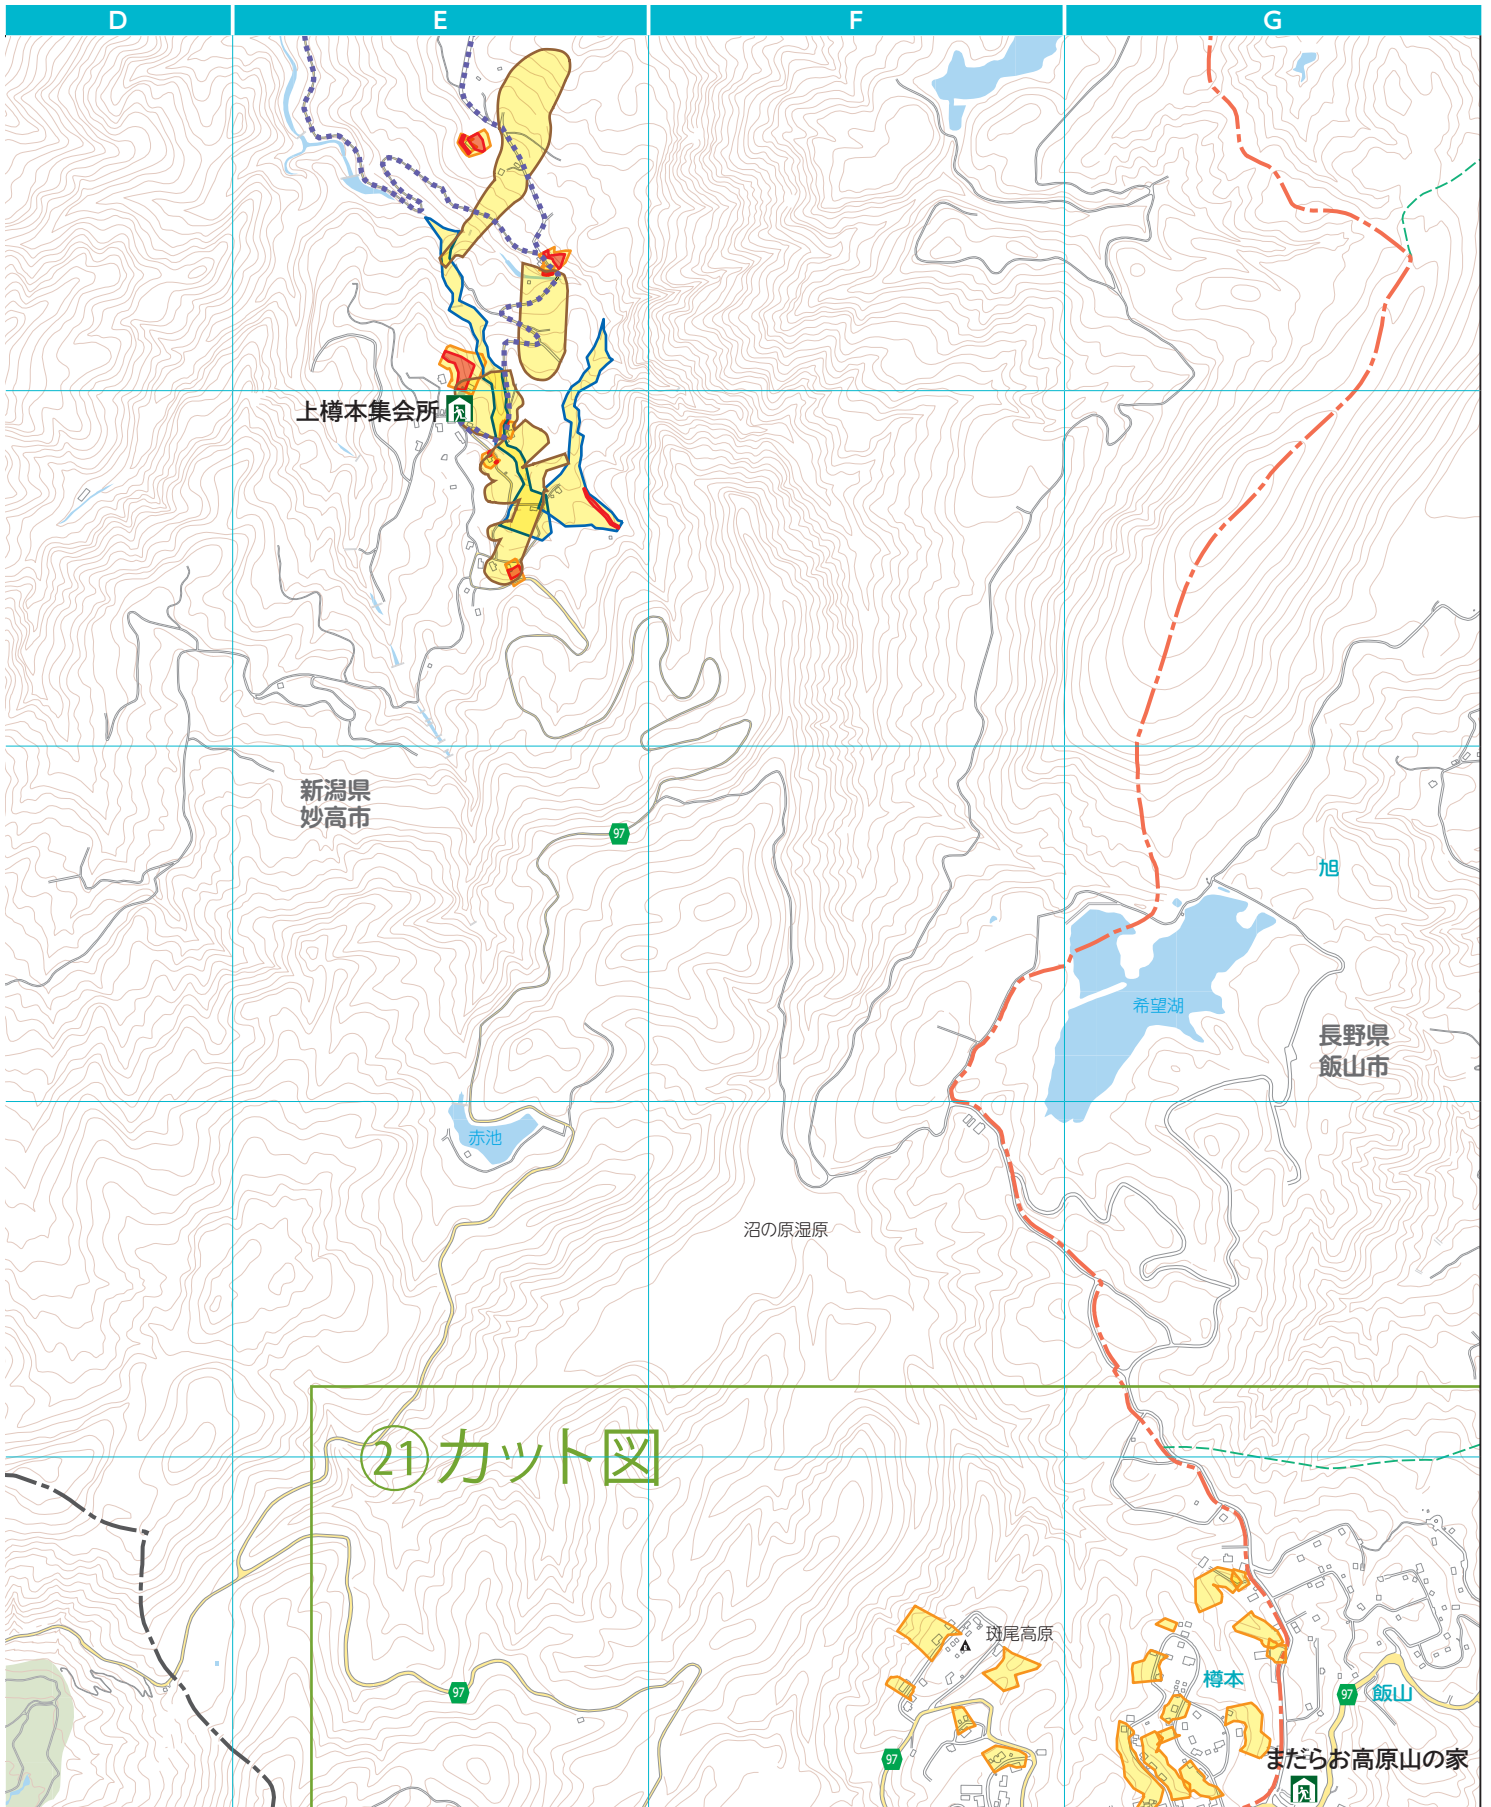 D
E
F
G
上樽本集会所
新潟県
妙高市
97
旭
希望湖
長野県
飯山市
赤池
沼の原湿原
21 カット図
斑尾高原
樽本
97
97
飯山
97
まだらお高原山の家